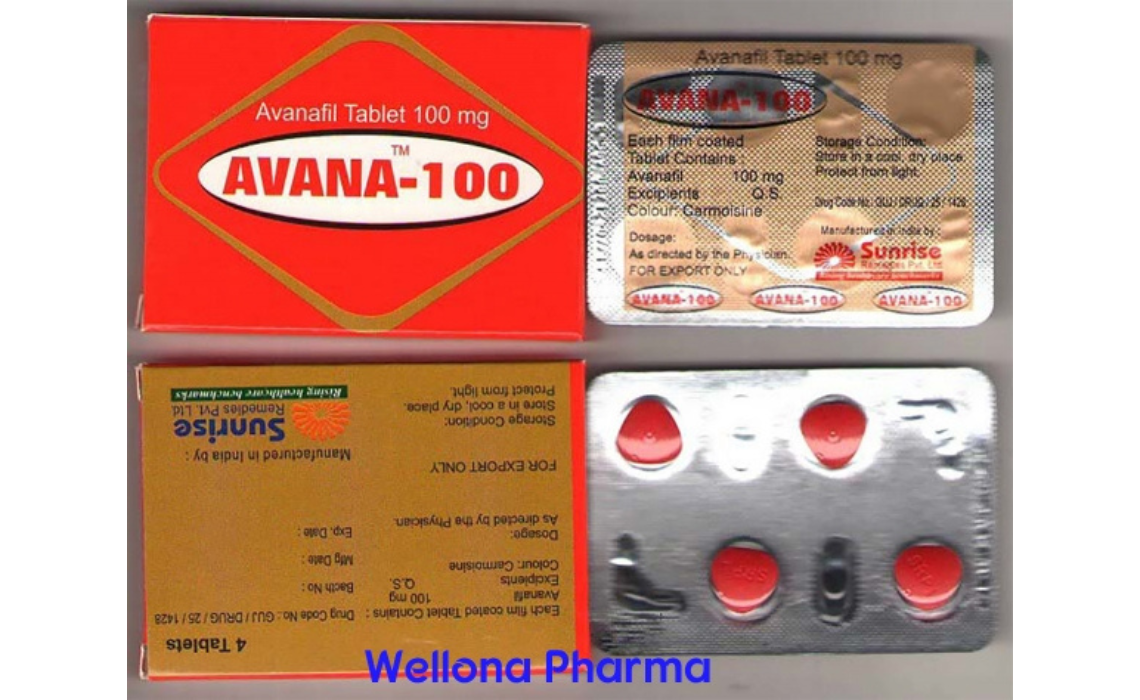 Avanafil Tablet 100 mg
AVANA-100
TM
Avanafil Tablet 100 mg
AVANA-100
Each film coated
Tablet Contains :
Avanafil 100 mg
Excipients Q.S.
Colour: Carmoisine
Dosage:
As directed by the Physician.
FOR EXPORT ONLY
Storage Condition:
Store in a cool, dry place.
Protect from light.
Drug Code No.: GUJ / DRUG / 25 / 1428
Manufactured in India by :
Sunrise
Remedies Pvt. Ltd.
Rising healthcare benchmarks
AVANA-100 AVANA-100 AVANA-100
4 Tablets
Each film coated Tablet Contains :
Avanafil 100 mg
Excipients Q.S.
Colour: Carmoisine
Dosage:
As directed by the Physician.
FOR EXPORT ONLY
Storage Condition:
Store in a cool, dry place.
Protect from light.
Drug Code No.: GUJ / DRUG / 25 / 1428
Bacth No :
Mfg Date :
Exp. Date :
Manufactured in India by :
Sunrise
Remedies Pvt. Ltd.
Rising healthcare benchmarks
Wellona Pharma